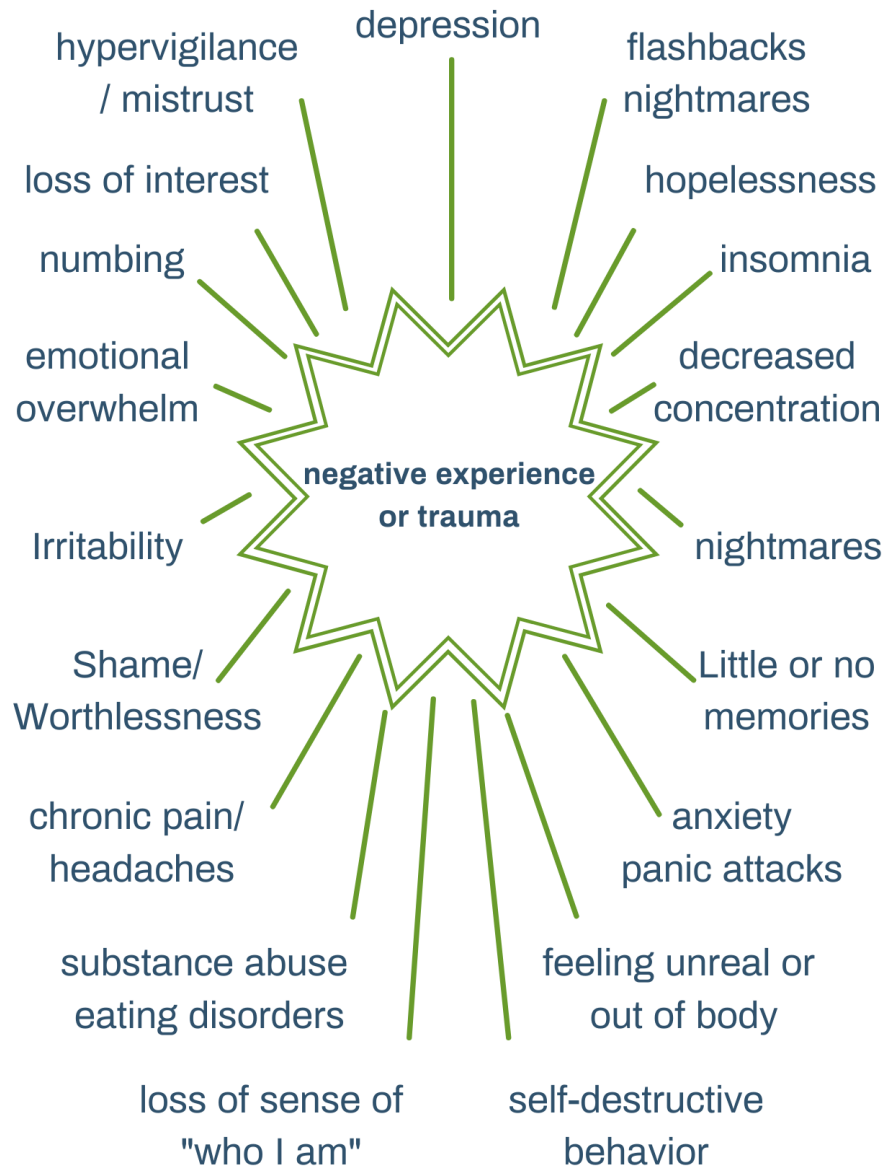 depression
hypervigilance
/ mistrust
flashbacks
nightmares
loss of interest
hopelessness
numbing
insomnia
emotional
overwhelm
decreased
concentration
negative experience
or trauma
Irritability
nightmares
Shame/
Worthlessness
Little or no
memories
chronic pain/
headaches
anxiety
panic attacks
substance abuse
eating disorders
feeling unreal or
out of body
loss of sense of
"who I am"
self-destructive
behavior